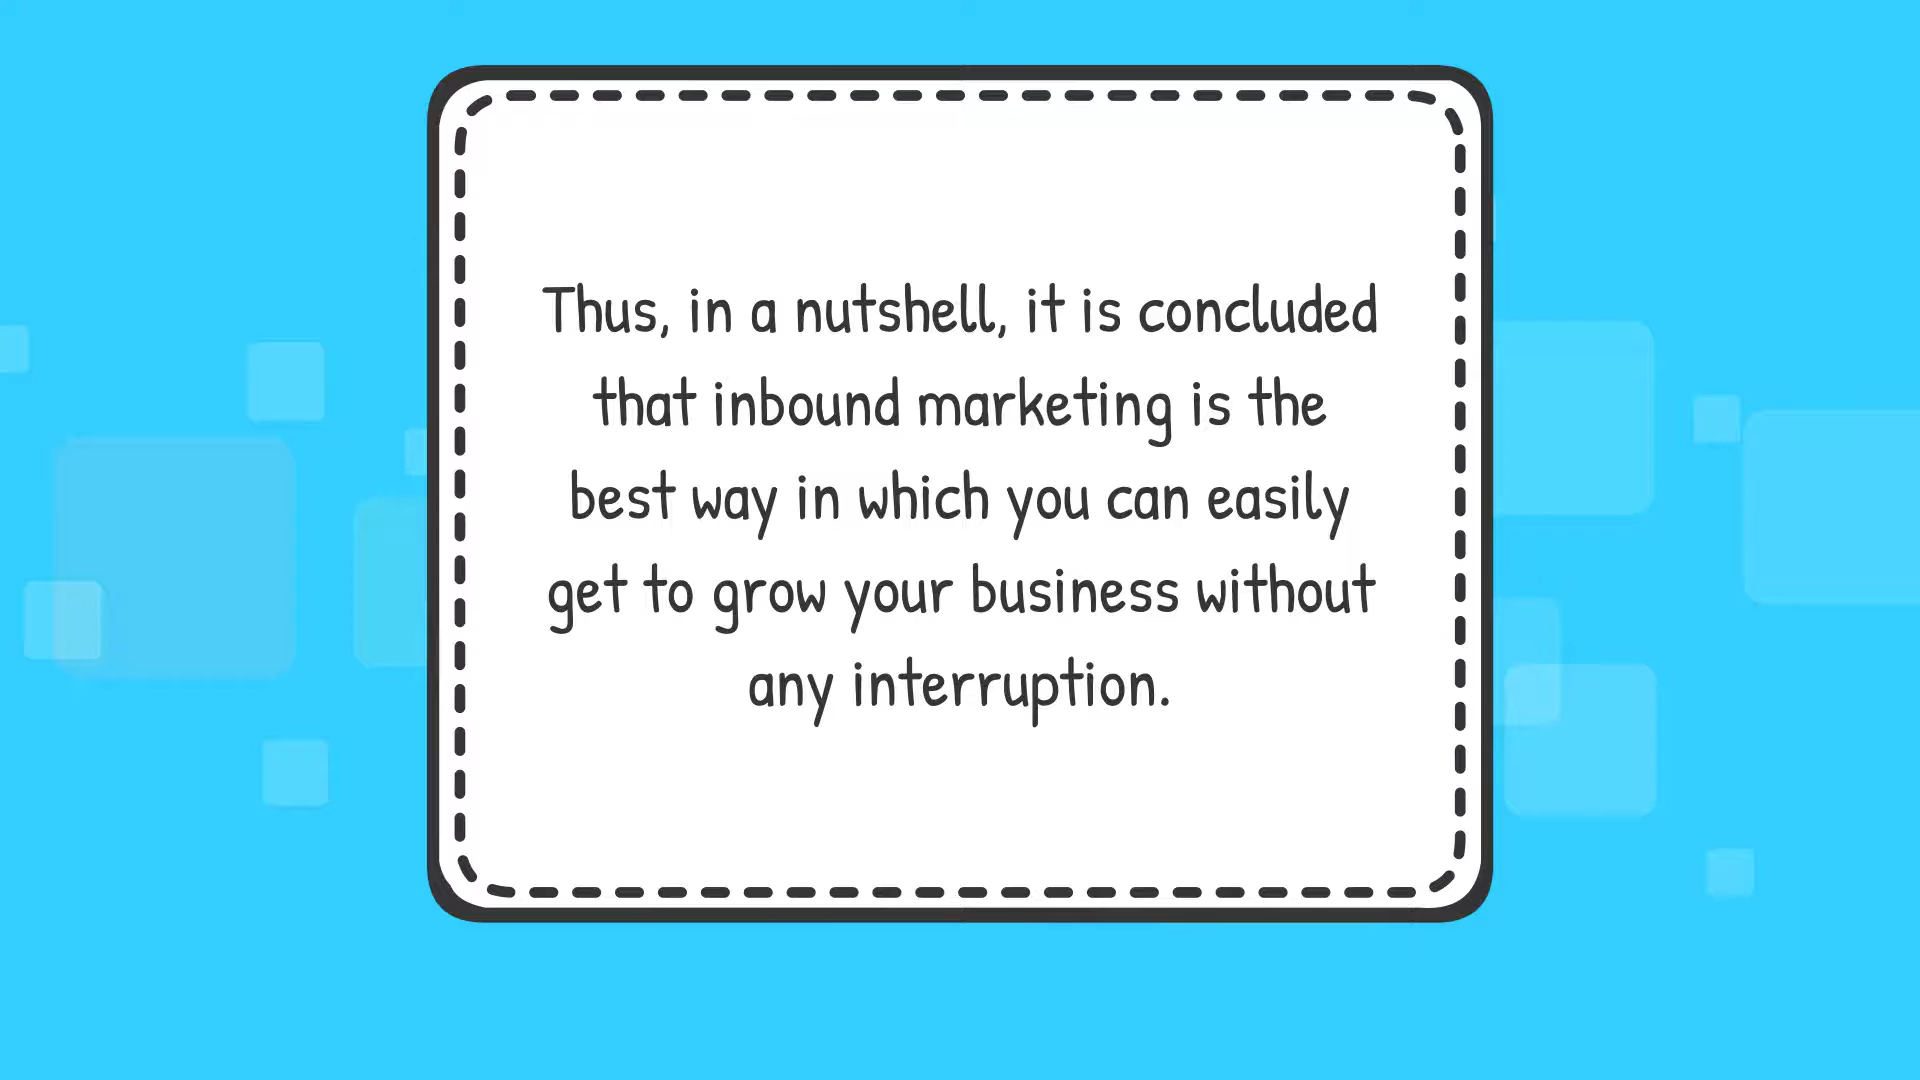 Thus, in a nutshell, it is concluded
that inbound marketing is the
best way in which you can easily
get to grow your business without
any interruption.